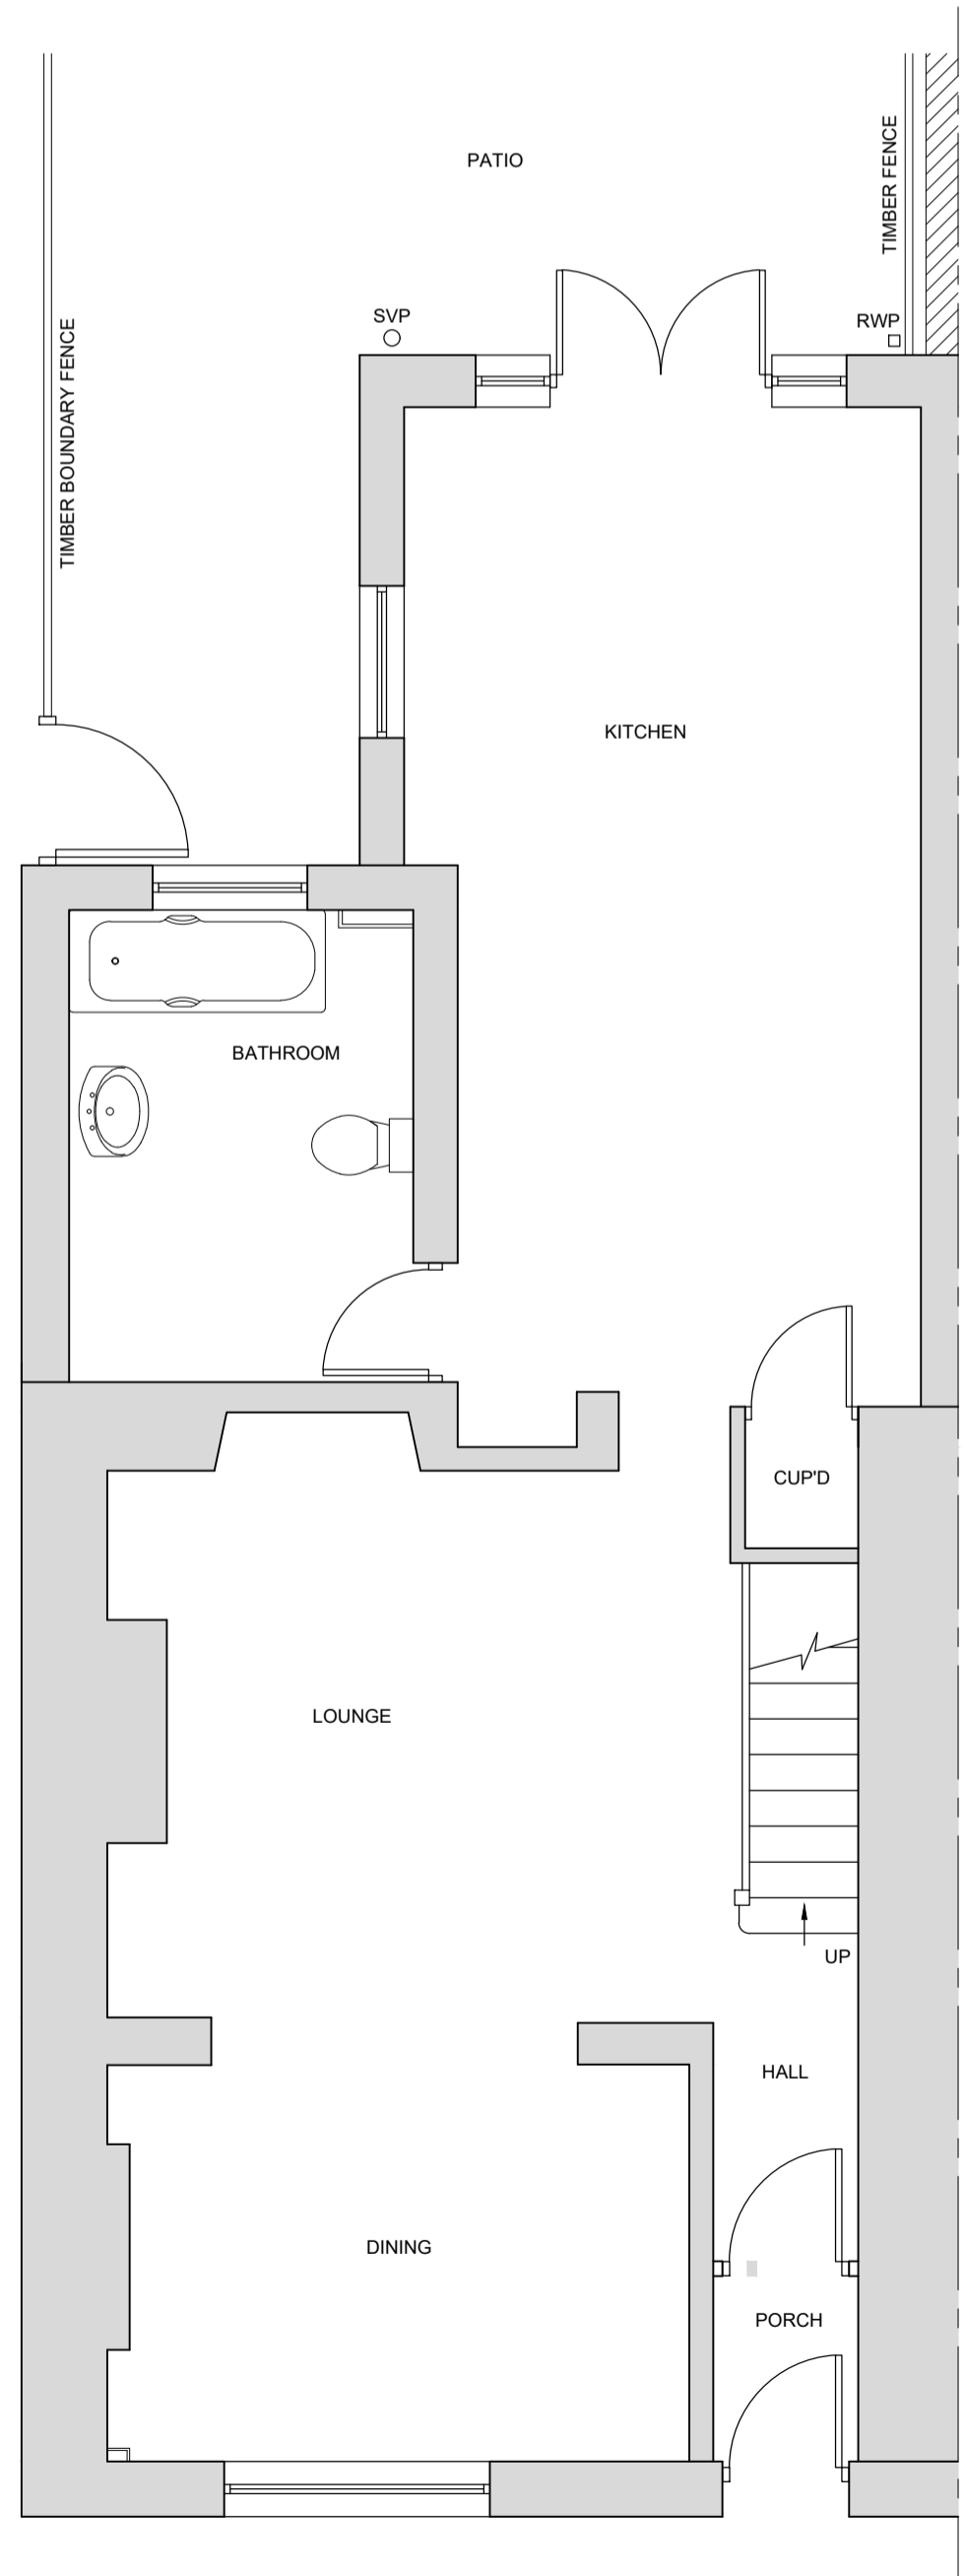 PATIO
TIMBER FENCE
SVP
RWP
TIMBER BOUNDARY FENCE
KITCHEN
BATHROOM
CUP'D
LOUNGE
UP
HALL
DINING
PORCH